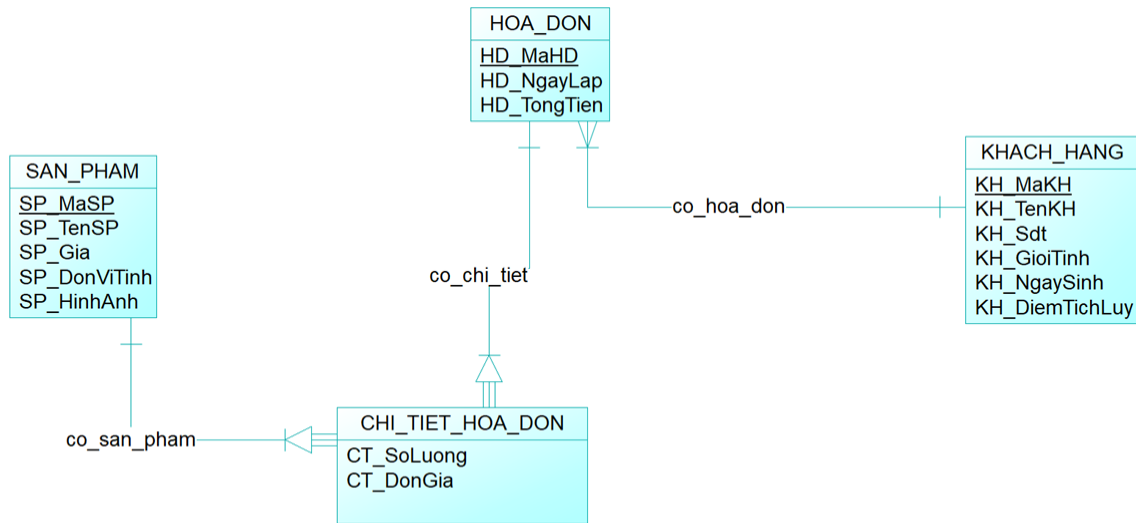 HOA_DON
HD_MaHD
HD_NgayLap
HD_TongTien
SAN_PHAM
SP_MaSP
SP_TenSP
SP_Gia
SP_DonViTinh
SP_HinhAnh
KHACH_HANG
KH_MaKH
KH_TenKH
KH_Sdt
KH_GioiTinh
KH_NgaySinh
KH_DiemTichLuy
co_hoa_don
co_chi_tiet
co_san_pham
CHI_TIET_HOA_DON
CT_SoLuong
CT_DonGia